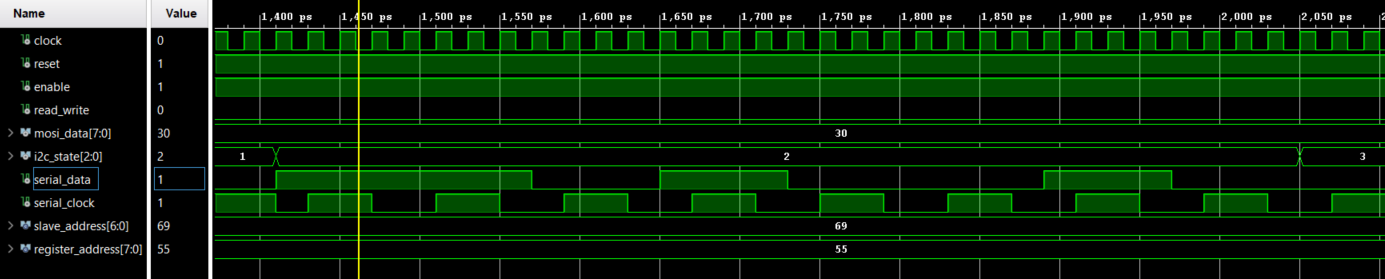 Name Value
1,400 ps 1,450 ps 1,500 ps 1,550 ps 1,600 ps 1,650 ps 1,700 ps 1,750 ps 1,800 ps 1,850 ps 1,900 ps 1,950 ps 2,000 ps 2,050 ps
clock 0
reset 1
enable 1
read_write 0
mosi_data[7:0] 30 30
i2c_state[2:0] 2 1 2 3
serial_data 1
serial_clock 1
slave_address[6:0] 69 69
register_address[7:0] 55 55